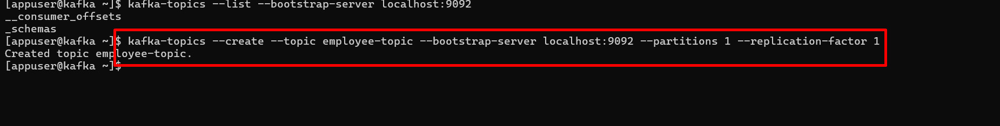 [appuser@kafka ~]$ kafka-topics --list --bootstrap-server localhost:9092
__consumer_offsets
_schemas
[appuser@kafka ~]$ kafka-topics --create --topic employee-topic --bootstrap-server localhost:9092 --partitions 1 --replication-factor 1
Created topic employee-topic.
[appuser@kafka ~]$